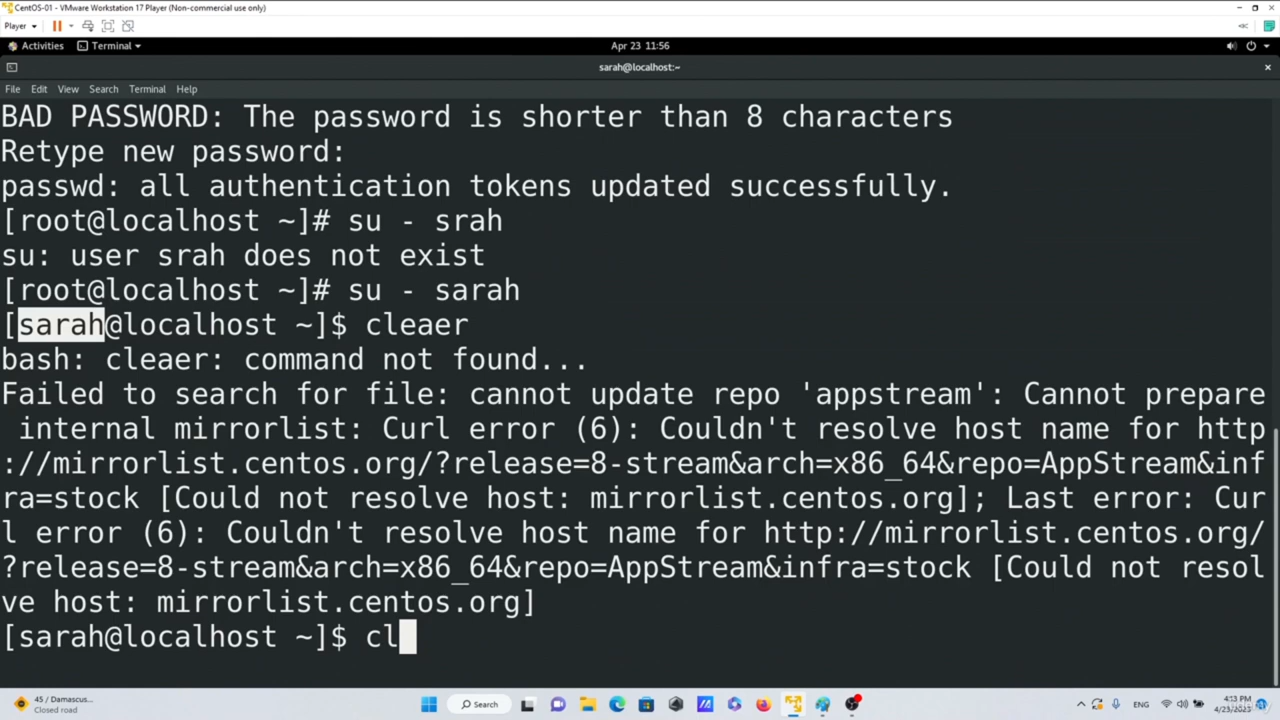 CentOS-01 - VMware Workstation 17 Player (Non-commercial use only)
Player
Activities Terminal Apr 23 11:56
sarah@localhost:~
File Edit View Search Terminal Help
BAD PASSWORD: The password is shorter than 8 characters
Retype new password:
passwd: all authentication tokens updated successfully.
[root@localhost ~]# su - srah
su: user srah does not exist
[root@localhost ~]# su - sarah
[sarah@localhost ~]$ cleaer
bash: cleaer: command not found...
Failed to search for file: cannot update repo 'appstream': Cannot prepare
internal mirrorlist: Curl error (6): Couldn't resolve host name for http
://mirrorlist.centos.org/?release=8-stream&arch=x86_64&repo=AppStream&inf
ra=stock [Could not resolve host: mirrorlist.centos.org]; Last error: Cur
l error (6): Couldn't resolve host name for http://mirrorlist.centos.org/
?release=8-stream&arch=x86_64&repo=AppStream&infra=stock [Could not resol
ve host: mirrorlist.centos.org]
[sarah@localhost ~]$ cl
45 / Damascus...
Closed road
Search
ENG
4:13 PM
4/23/2023